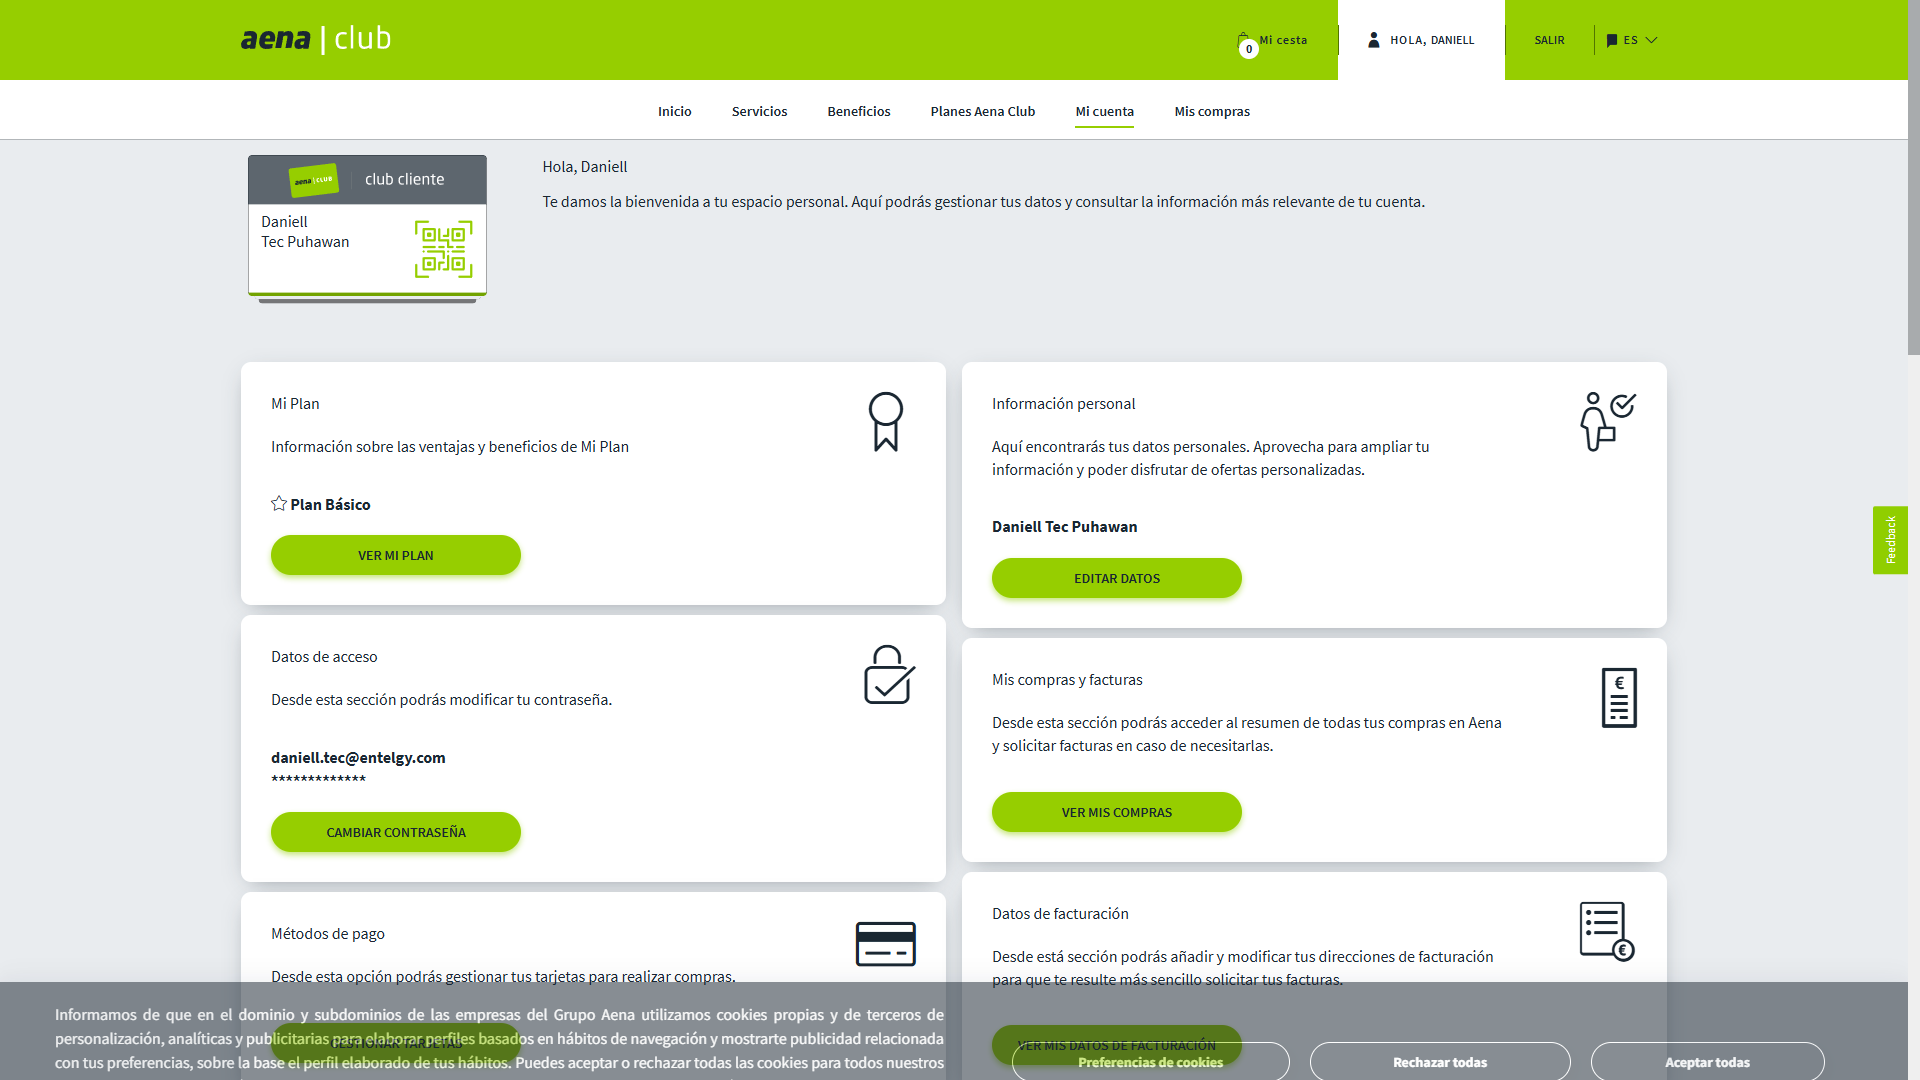 aena | club
0 Mi cesta
HOLA, DANIELL
SALIR
ES
Inicio Servicios Beneficios Planes Aena Club Mi cuenta Mis compras
aena | CLUB club cliente
Daniell
Tec Puhawan
Hola, Daniell
Te damos la bienvenida a tu espacio personal. Aquí podrás gestionar tus datos y consultar la información más relevante de tu cuenta.
Mi Plan
Información sobre las ventajas y beneficios de Mi Plan
Plan Básico
VER MI PLAN
Información personal
Aquí encontrarás tus datos personales. Aprovecha para ampliar tu
información y poder disfrutar de ofertas personalizadas.
Daniell Tec Puhawan
EDITAR DATOS
Feedback
Datos de acceso
Desde esta sección podrás modificar tu contraseña.
daniell.tec@entelgy.com
*************
CAMBIAR CONTRASEÑA
Mis compras y facturas
Desde esta sección podrás acceder al resumen de todas tus compras en Aena
y solicitar facturas en caso de necesitarlas.
VER MIS COMPRAS
Métodos de pago
Desde esta opción podrás gestionar tus tarjetas para realizar compras.
GESTIONAR TARJETAS
Datos de facturación
Desde está sección podrás añadir y modificar tus direcciones de facturación
para que te resulte más sencillo solicitar tus facturas.
VER MIS DATOS DE FACTURACIÓN
Informamos de que en el dominio y subdominios de las empresas del Grupo Aena utilizamos cookies propias y de terceros de
personalización, analíticas y publicitarias para elaborar perfiles basados en hábitos de navegación y mostrarte publicidad relacionada
con tus preferencias, sobre la base el perfil elaborado de tus hábitos. Puedes aceptar o rechazar todas las cookies para todos nuestros
Preferencias de cookies
Rechazar todas
Aceptar todas